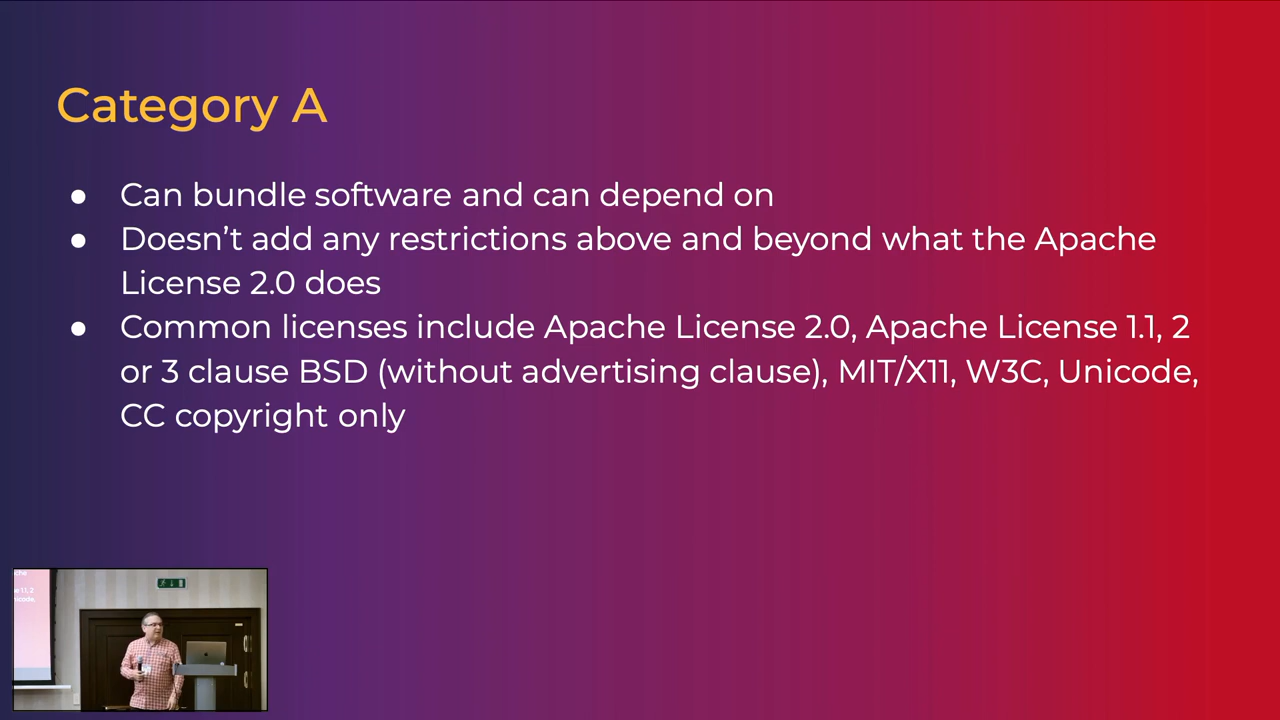 Category A
● Can bundle software and can depend on
● Doesn’t add any restrictions above and beyond what the Apache
License 2.0 does
● Common licenses include Apache License 2.0, Apache License 1.1, 2
or 3 clause BSD (without advertising clause), MIT/X11, W3C, Unicode,
CC copyright only